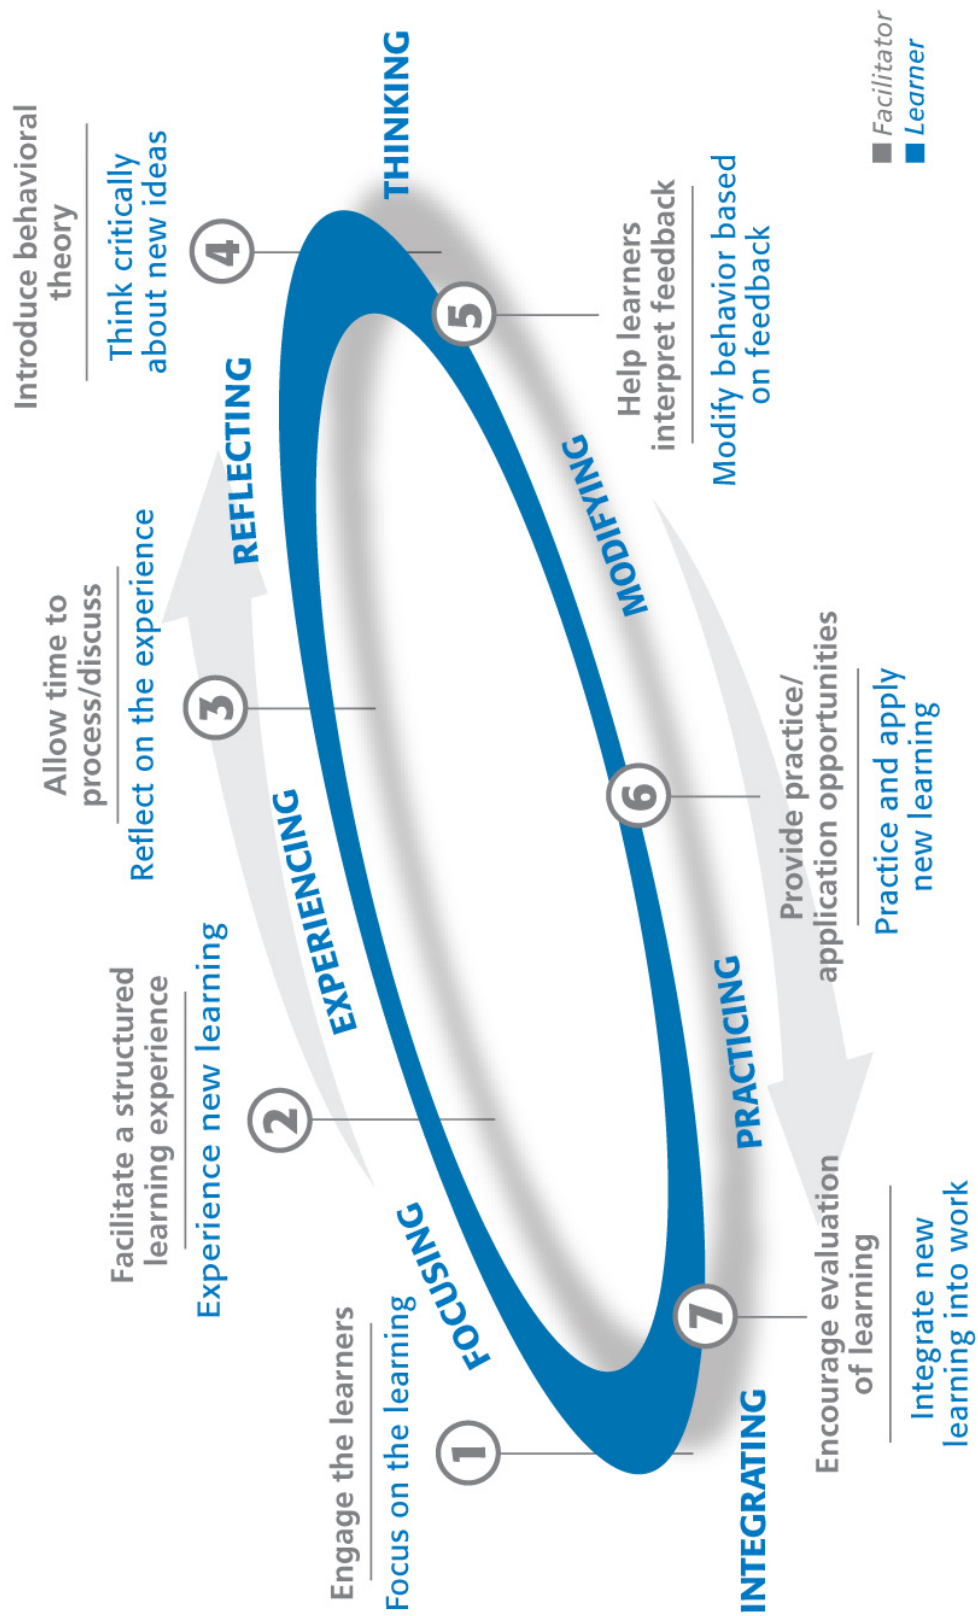 Engage the learners
Focus on the learning
1
FOCUSING
Facilitate a structured
learning experience
Experience new learning
2
EXPERIENCING
Allow time to
process/discuss
Reflect on the experience
3
REFLECTING
Introduce behavioral
theory
Think critically
about new ideas
4
THINKING
5
Help learners
interpret feedback
Modify behavior based
on feedback
MODIFYING
6
Provide practice/
application opportunities
Practice and apply
new learning
PRACTICING
7
Encourage evaluation
of learning
Integrate new
learning into work
INTEGRATING
Facilitator
Learner